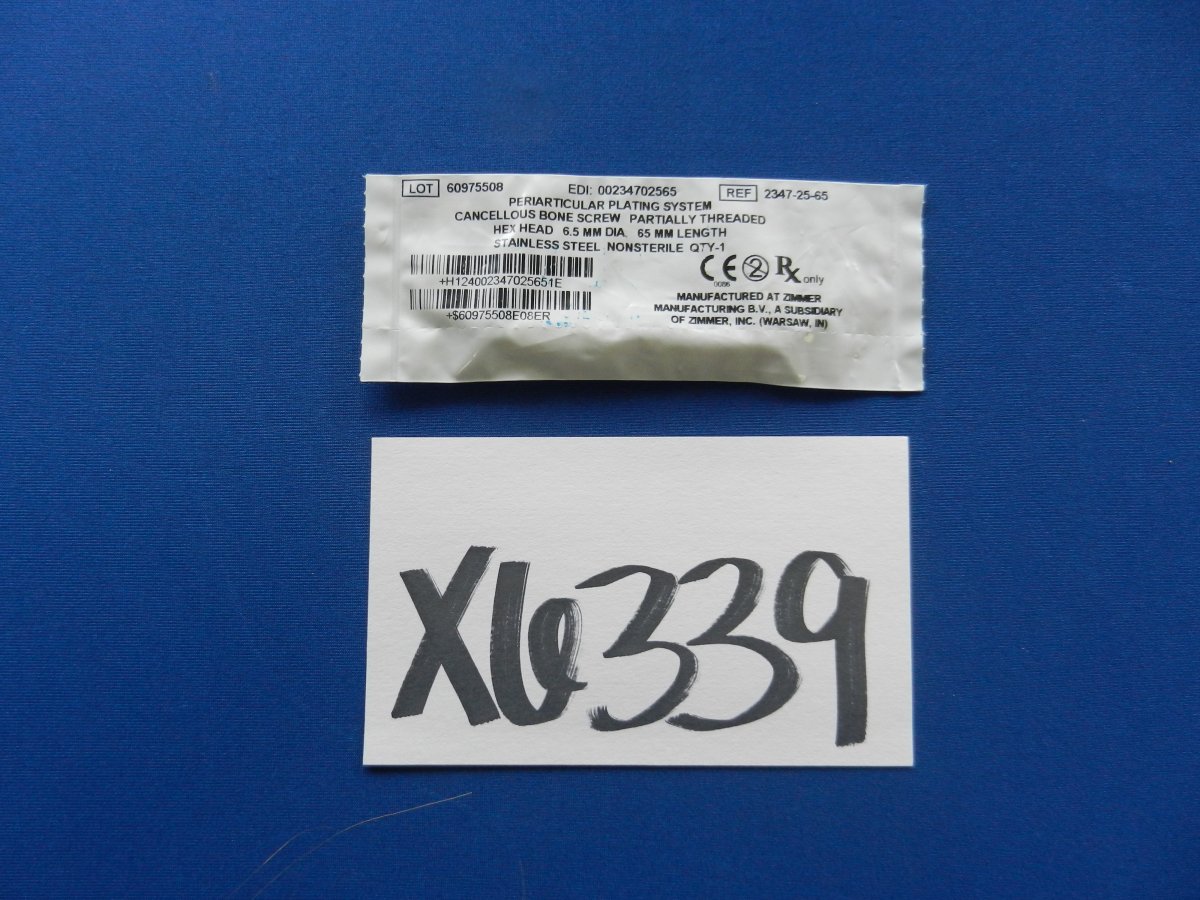 LOT 60975508 EDI: 00234702565 REF 2347-25-65
PERIARTICULAR PLATING SYSTEM
CANCELLOUS BONE SCREW PARTIALLY THREADED
HEX HEAD 6.5 MM DIA. 65 MM LENGTH
STAINLESS STEEL NONSTERILE QTY-1
+H124002347025651E
+$60975508E08ER
CE 2 Rx only
0086
MANUFACTURED AT ZIMMER
MANUFACTURING B.V., A SUBSIDIARY
OF ZIMMER, INC. (WARSAW, IN)
X6339